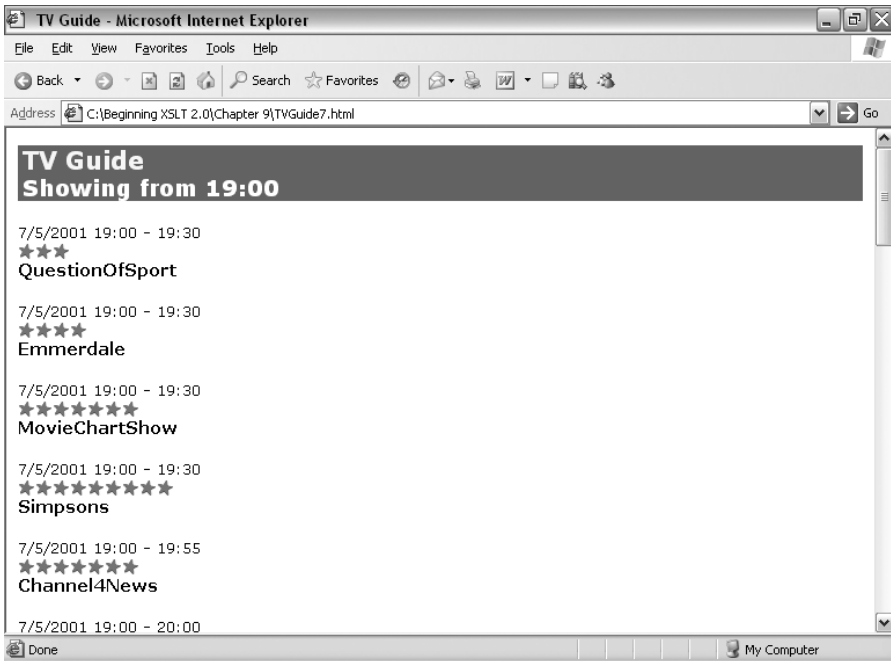 TV Guide - Microsoft Internet Explorer
File Edit View Favorites Tools Help
Back Search Favorites
Address C:\Beginning XSLT 2.0\Chapter 9\TVGuide7.html Go
TV Guide
Showing from 19:00
7/5/2001 19:00 - 19:30
★★★
QuestionOfSport
7/5/2001 19:00 - 19:30
★★★★
Emmerdale
7/5/2001 19:00 - 19:30
★★★★★★★
MovieChartShow
7/5/2001 19:00 - 19:30
★★★★★★★★★
Simpsons
7/5/2001 19:00 - 19:55
★★★★★★★
Channel4News
7/5/2001 19:00 - 20:00
Done My Computer